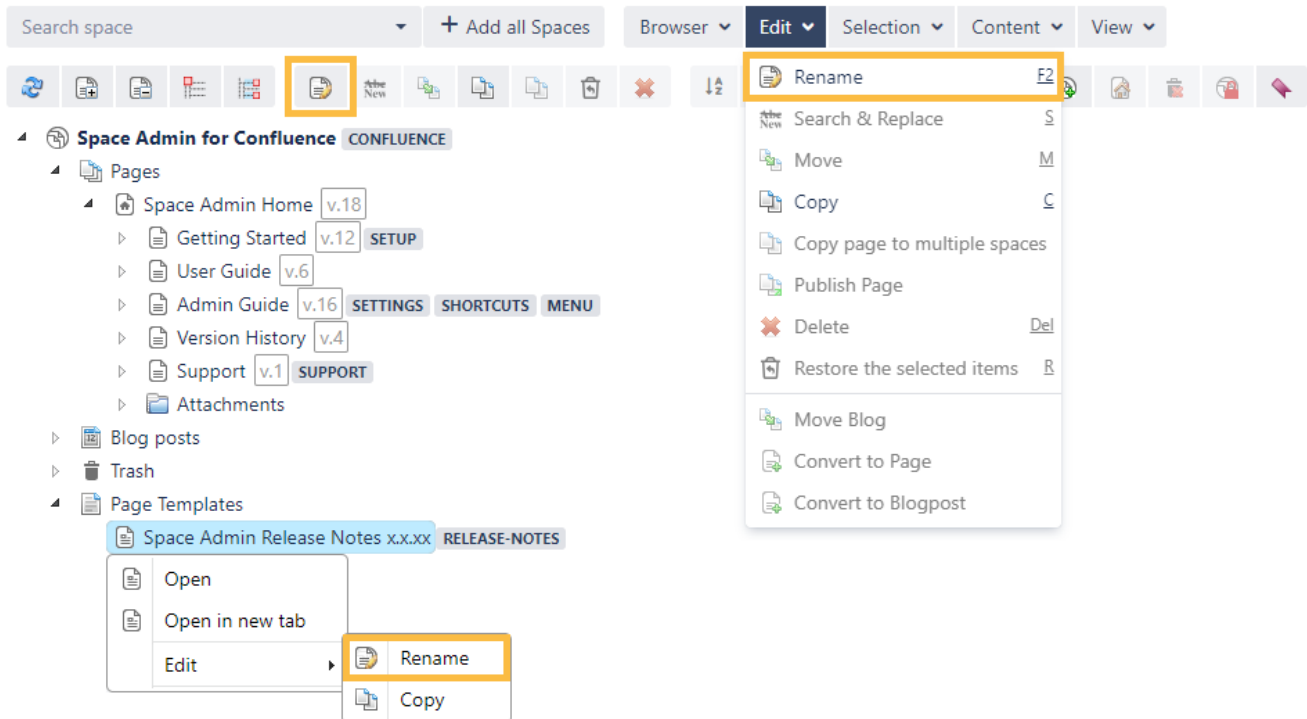 Search space + Add all Spaces Browser Edit Selection Content View
Abc
New
Rename F2
Search & Replace S
Move M
Copy C
Copy page to multiple spaces
Publish Page
Delete Del
Restore the selected items R
Move Blog
Convert to Page
Convert to Blogpost
Space Admin for Confluence CONFLUENCE
Pages
Space Admin Home v.18
Getting Started v.12 SETUP
User Guide v.6
Admin Guide v.16 SETTINGS SHORTCUTS MENU
Version History v.4
Support v.1 SUPPORT
Attachments
Blog posts
Trash
Page Templates
Space Admin Release Notes x.x.xx RELEASE-NOTES
Open
Open in new tab
Edit
Rename
Copy